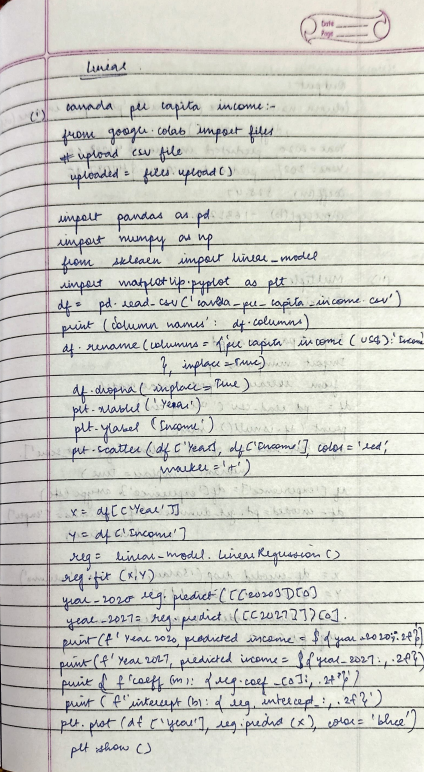 Date
Page
Linear
(i) canada per capita income:-
from google.colab import files
# upload csv file
uploaded = files.upload()
import pandas as pd
import numpy as np
from sklearn import linear_model
import matplotlib.pyplot as plt
df = pd.read_csv('canada_per_capita_income.csv')
print ('Column names': df.columns)
df.rename(columns = {'per capita income (US$)': 'Income'
}, inplace=True)
df.dropna (inplace = True)
plt.xlabel ('Year')
plt.ylabel ('Income')
plt.scatter (df ['Year'], df ['Income'], color = 'red',
marker = '+')
X = df[['Year']]
Y = df['Income']
reg = linear_model. LinearRegression ()
reg.fit (X,Y)
year_2020 reg.predict ([[2020]])[0]
year_2027 = reg.predict ([[2027]])[0].
print (f' Year 2020, predicted income = $ {year_2020:,.2f}')
print (f' Year 2027, predicted income = ${year_2027:,.2f}')
print ( f'coeff (m): {reg.coef_[0]:,.2f}')
print ( f'intercept (b): {reg.intercept_:,.2f}')
plt.plot (df ['year'], reg.predict (X), color= 'blue')
plt.show ()